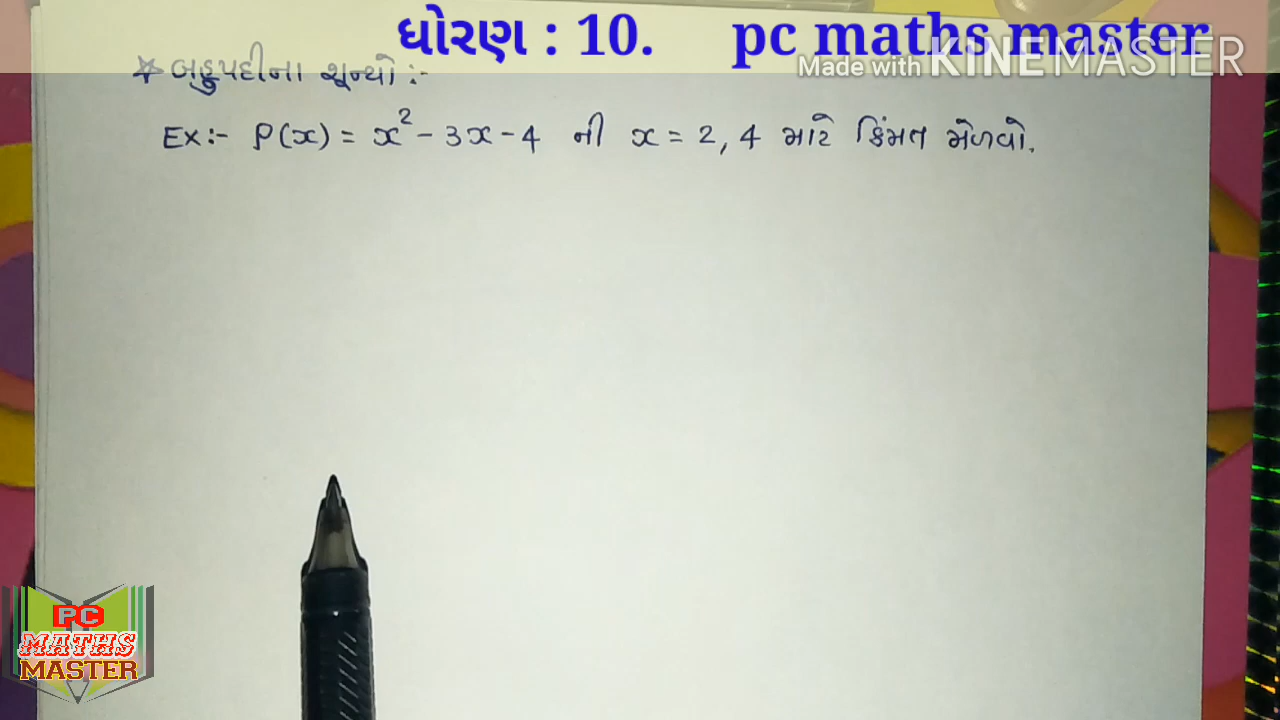 ધોરણ : 10. pc maths master
Made with KINEMASTER
☆ બહુપદીના શૂન્યો :-
Ex:- P(x) = x² - 3x - 4 ની x = 2, 4 માટે કિંમત મેળવો.
PC
MATHS
MASTER